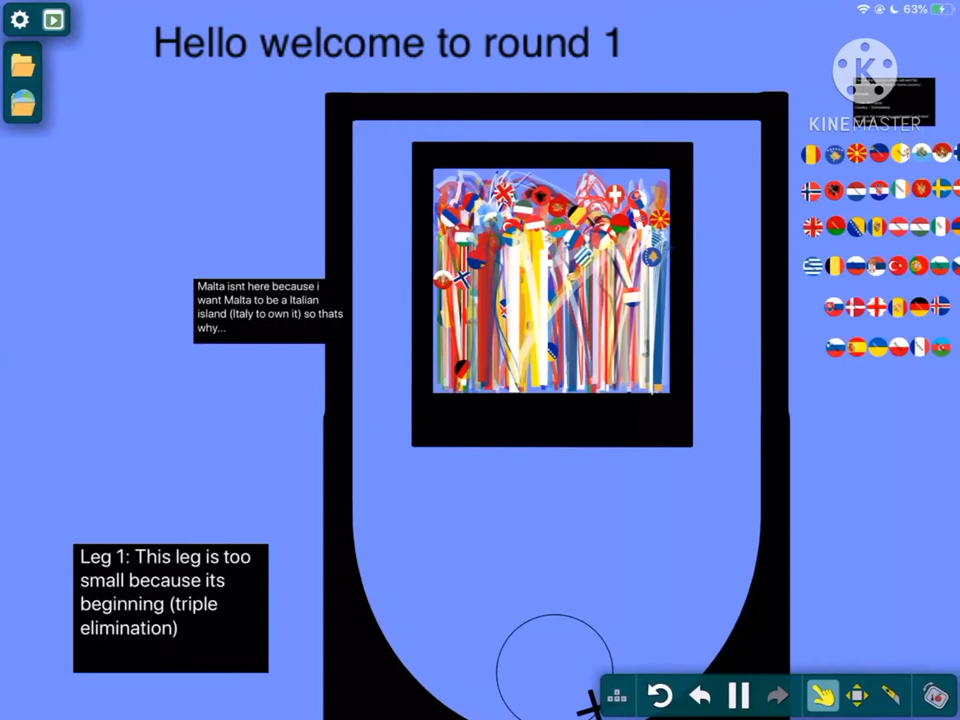 63%
Hello welcome to round 1
K
KINEMASTER
Malta isnt here because i
want Malta to be a Italian
island (Italy to own it) so thats
why...
Leg 1: This leg is too
small because its
beginning (triple
elimination)